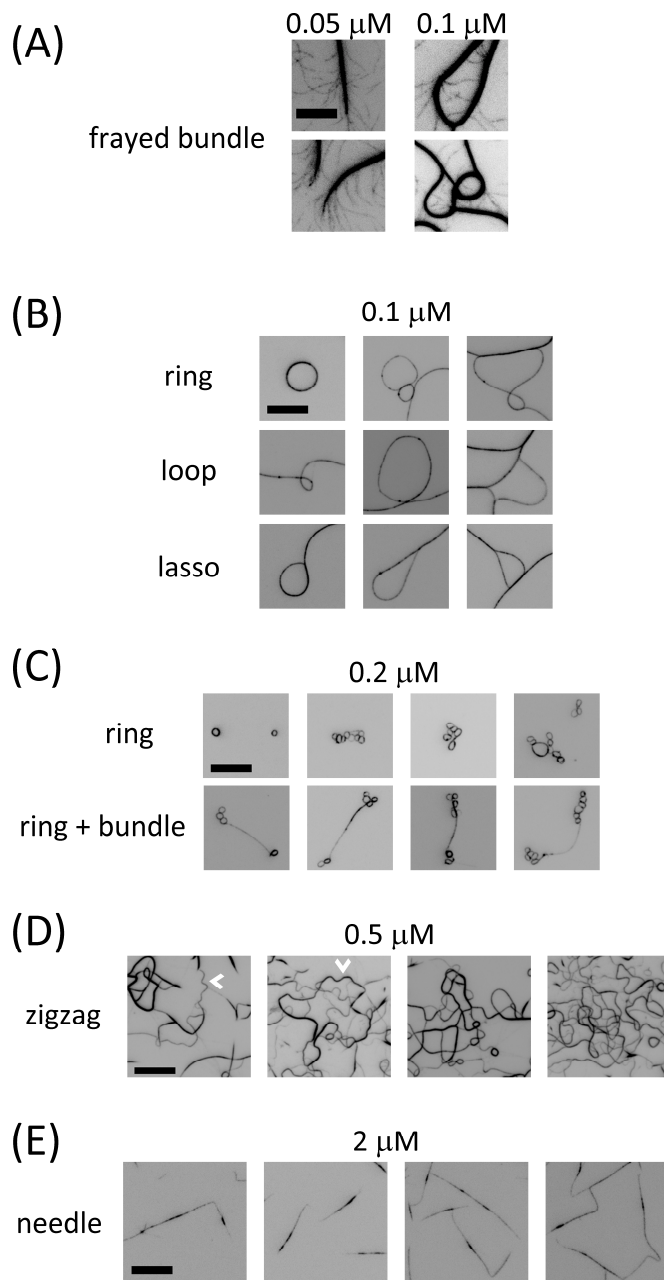 (A)
0.05 μM 0.1 μM
frayed bundle
(B)
0.1 μM
ring
loop
lasso
(C)
0.2 μM
ring
ring + bundle
(D)
0.5 μM
zigzag
(E)
2 μM
needle